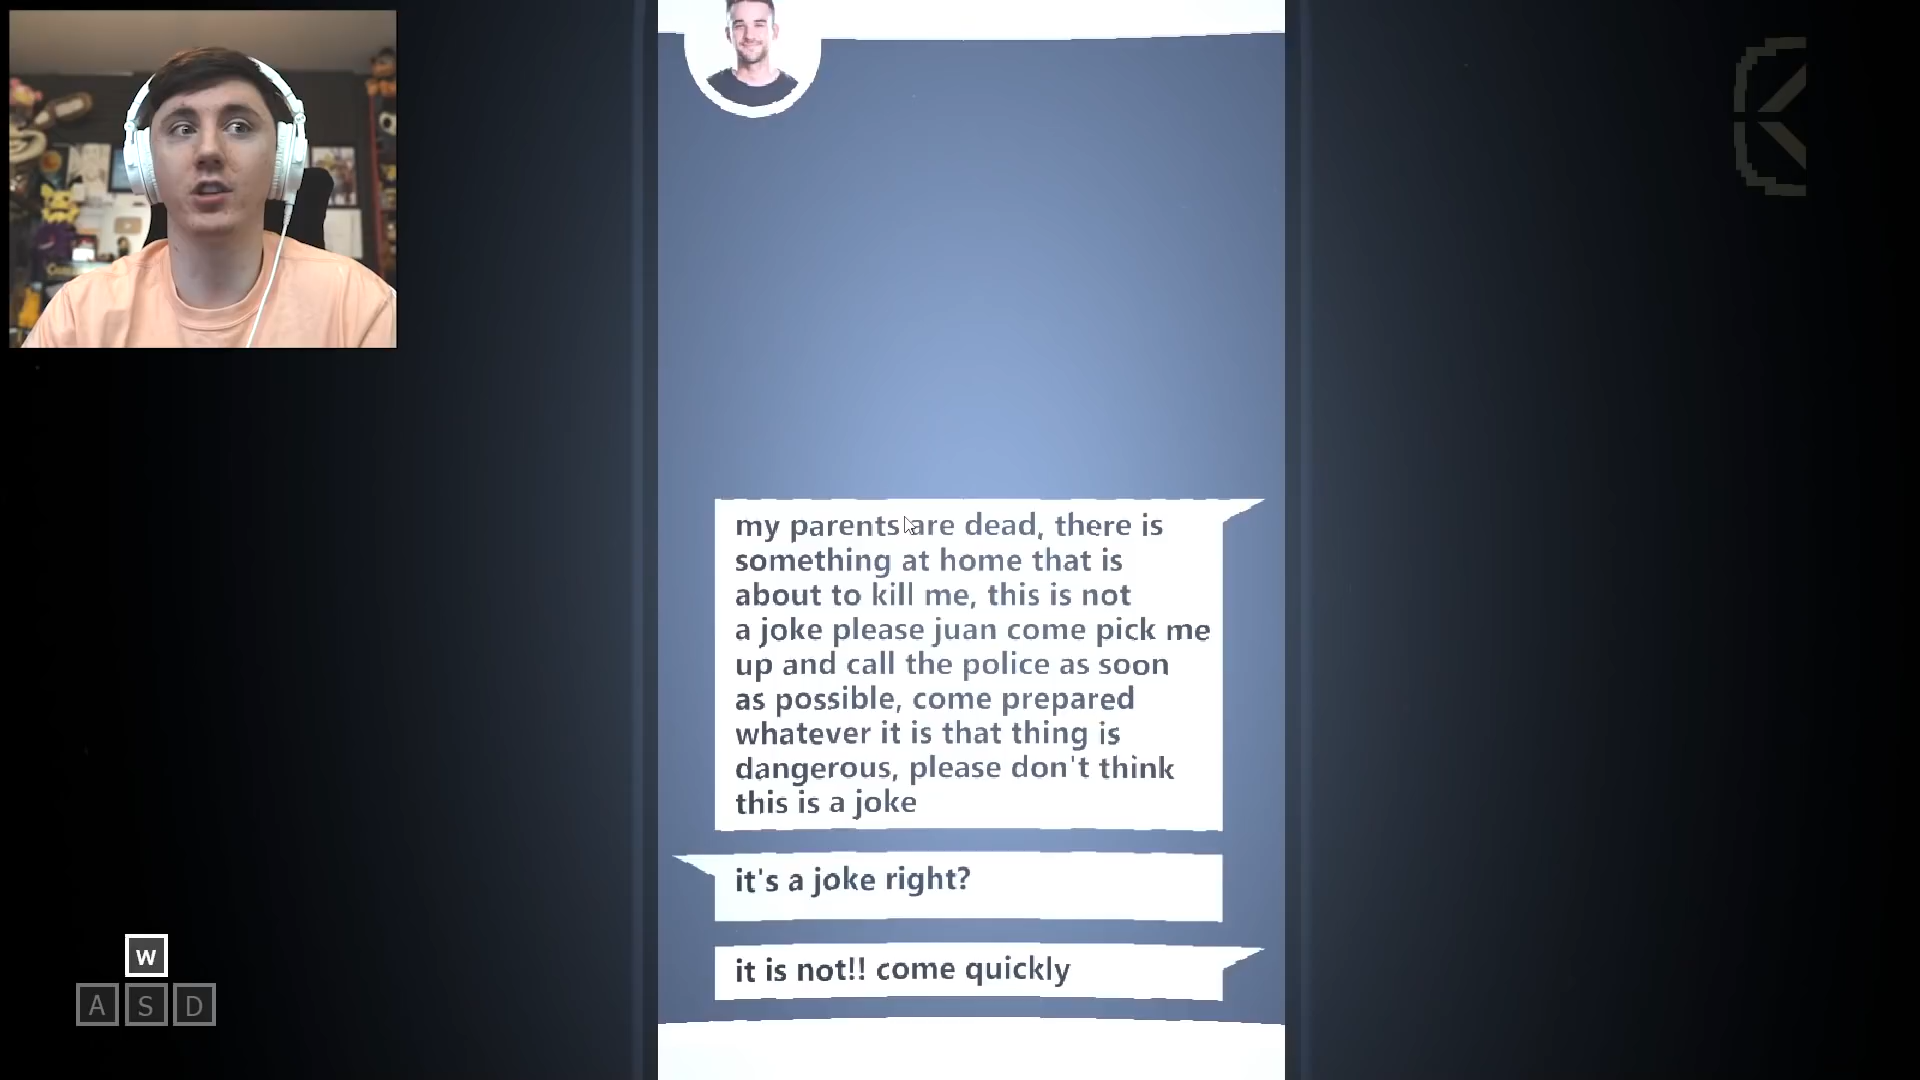 my parents are dead, there is
something at home that is
about to kill me, this is not
a joke please juan come pick me
up and call the police as soon
as possible, come prepared
whatever it is that thing is
dangerous, please don't think
this is a joke
it's a joke right?
it is not!! come quickly
W
A S D